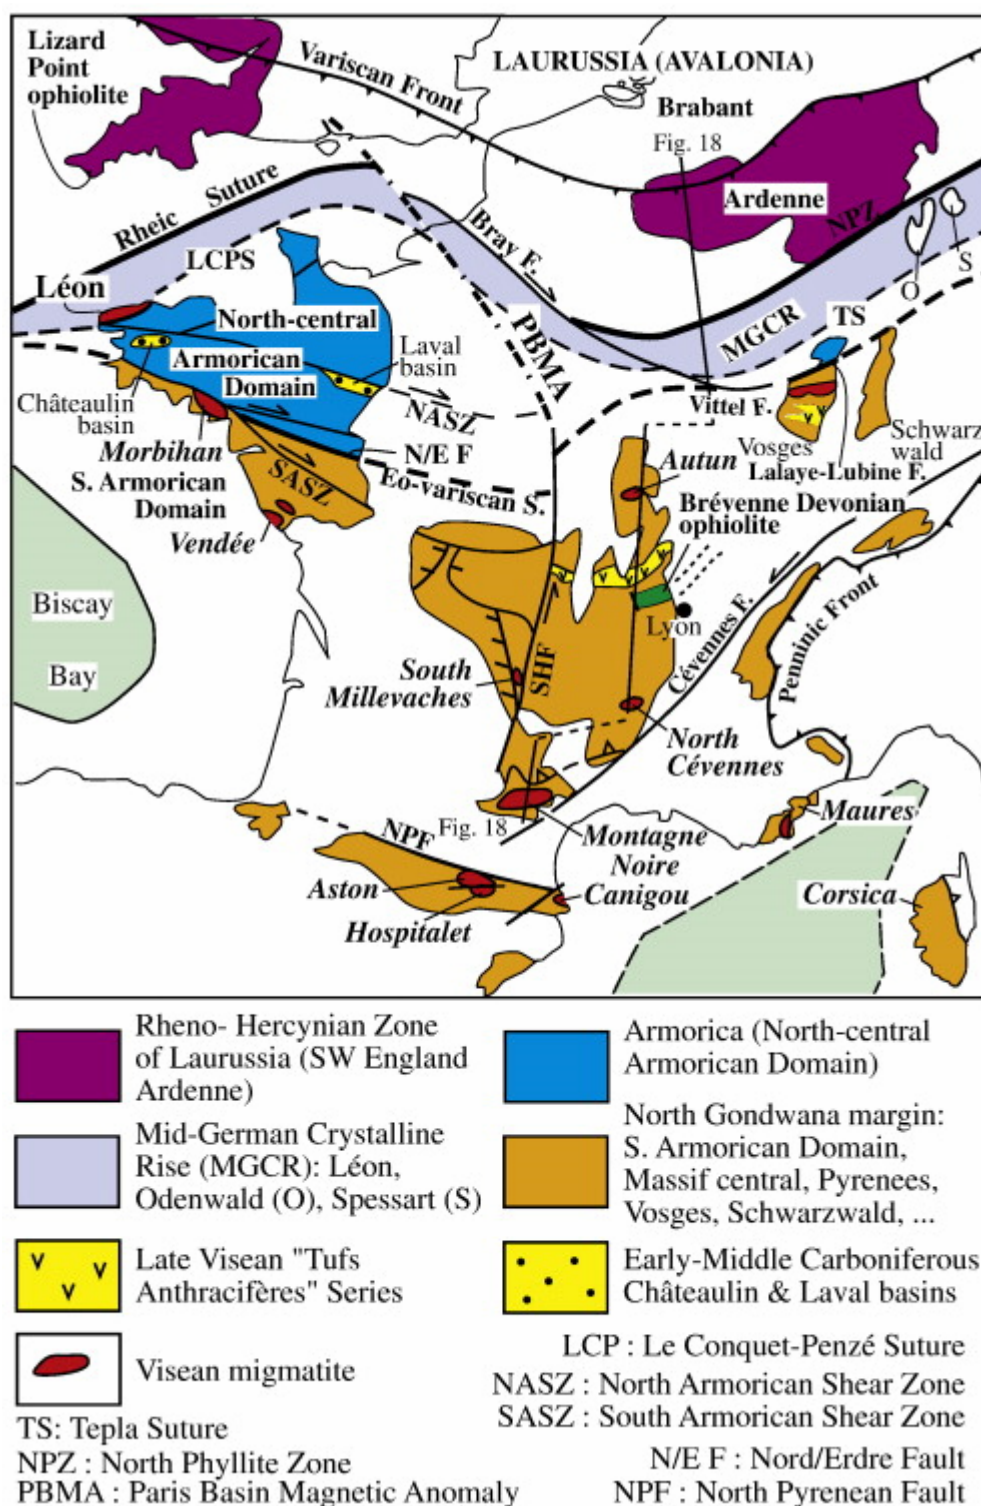 Lizard
Point
ophiolite
Variscan Front
LAURUSSIA (AVALONIA)
Brabant
Fig. 18
Ardenne
NPZ
Rheic Suture
Bray F.
LCPS
Léon
North-central
Armorican
Domain
Laval
basin
Châteaulin
basin
NASZ
PBMA
MGCR
TS
O
S
Vittel F.
Vosges
Schwarz
wald
Lalaye-Lubine F.
Morbihan
N/E F
S. Armorican
Domain
SASZ
Eo-variscan S.
Vendée
Autun
Brévenne Devonian
ophiolite
Lyon
Biscay
Bay
South
Millevaches
SHF
Cévennes F.
Penninic Front
North
Cévennes
Fig. 18
NPF
Montagne
Noire
Maures
Aston
Hospitalet
Canigou
Corsica
Rheno- Hercynian Zone
of Laurussia (SW England
Ardenne)
Armorica (North-central
Armorican Domain)
Mid-German Crystalline
Rise (MGCR): Léon,
Odenwald (O), Spessart (S)
North Gondwana margin:
S. Armorican Domain,
Massif central, Pyrenees,
Vosges, Schwarzwald, ...
Late Visean "Tufs
Anthracifères" Series
Early-Middle Carboniferous
Châteaulin & Laval basins
Visean migmatite
LCP : Le Conquet-Penzé Suture
NASZ : North Armorican Shear Zone
SASZ : South Armorican Shear Zone
TS: Tepla Suture
N/E F : Nord/Erdre Fault
NPZ : North Phyllite Zone
NPF : North Pyrenean Fault
PBMA : Paris Basin Magnetic Anomaly